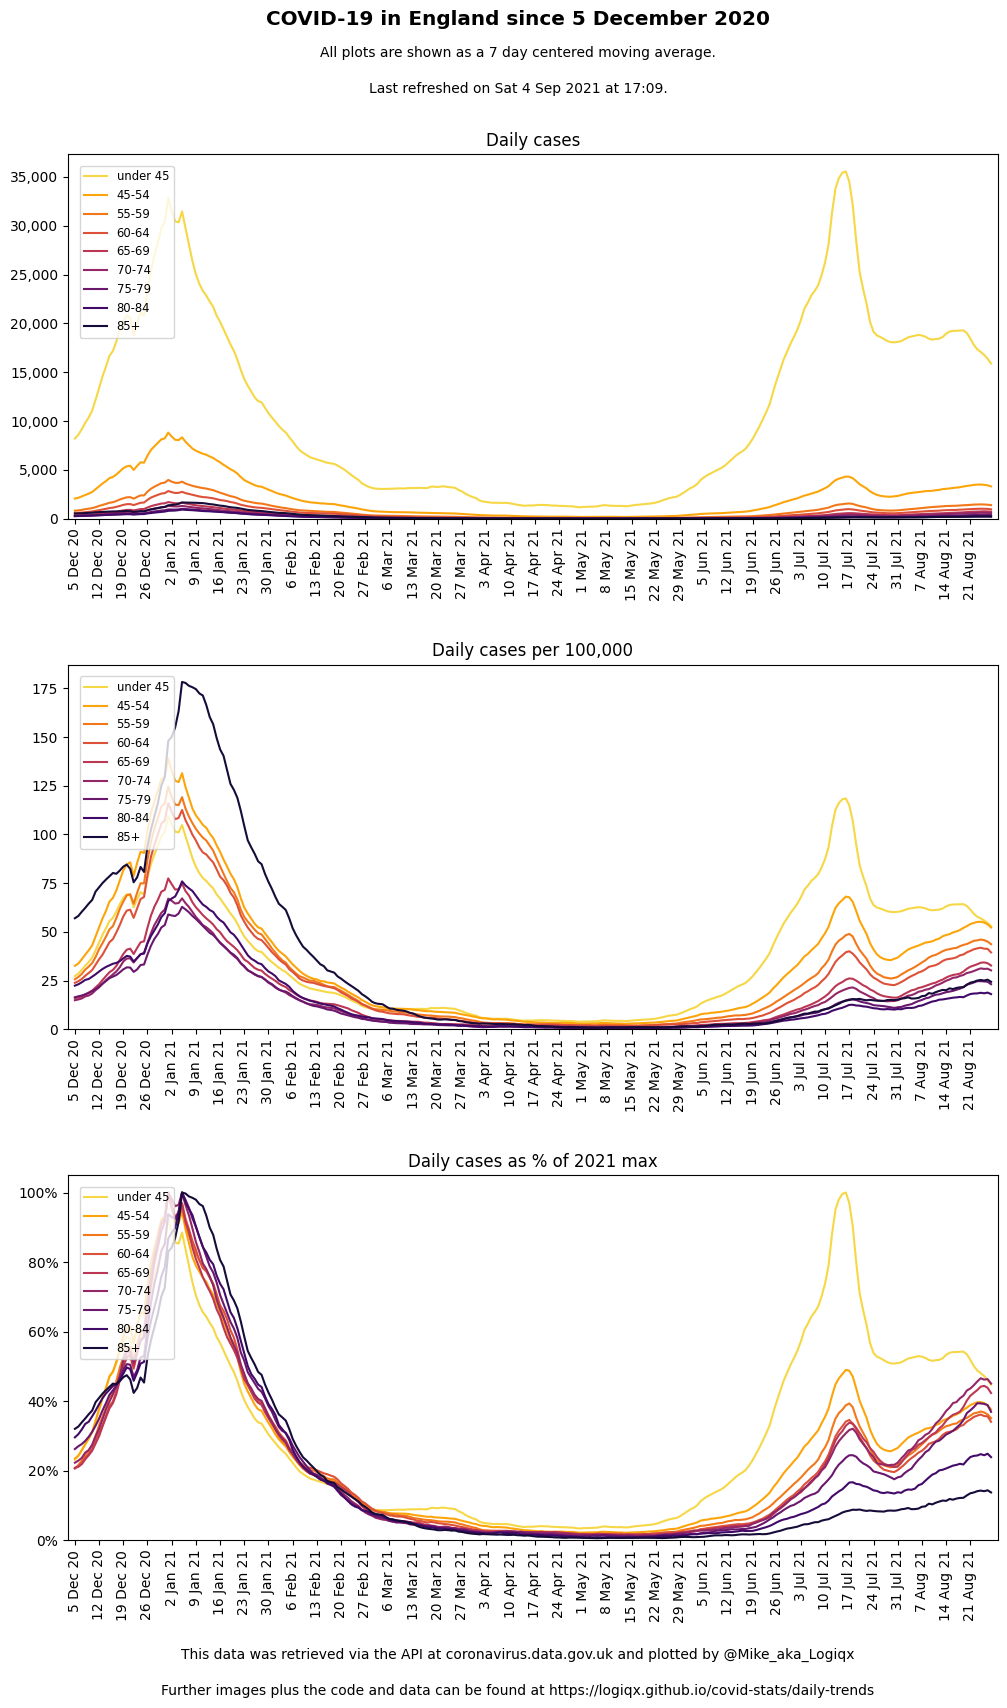 COVID-19 in England since 5 December 2020
All plots are shown as a 7 day centered moving average.
Last refreshed on Sat 4 Sep 2021 at 17:09.
Daily cases
35,000
30,000
25,000
20,000
15,000
10,000
5,000
0
under 45
45-54
55-59
60-64
65-69
70-74
75-79
80-84
85+
5 Dec 20
12 Dec 20
19 Dec 20
26 Dec 20
2 Jan 21
9 Jan 21
16 Jan 21
23 Jan 21
30 Jan 21
6 Feb 21
13 Feb 21
20 Feb 21
27 Feb 21
6 Mar 21
13 Mar 21
20 Mar 21
27 Mar 21
3 Apr 21
10 Apr 21
17 Apr 21
24 Apr 21
1 May 21
8 May 21
15 May 21
22 May 21
29 May 21
5 Jun 21
12 Jun 21
19 Jun 21
26 Jun 21
3 Jul 21
10 Jul 21
17 Jul 21
24 Jul 21
31 Jul 21
7 Aug 21
14 Aug 21
21 Aug 21
Daily cases per 100,000
175
150
125
100
75
50
25
0
under 45
45-54
55-59
60-64
65-69
70-74
75-79
80-84
85+
5 Dec 20
12 Dec 20
19 Dec 20
26 Dec 20
2 Jan 21
9 Jan 21
16 Jan 21
23 Jan 21
30 Jan 21
6 Feb 21
13 Feb 21
20 Feb 21
27 Feb 21
6 Mar 21
13 Mar 21
20 Mar 21
27 Mar 21
3 Apr 21
10 Apr 21
17 Apr 21
24 Apr 21
1 May 21
8 May 21
15 May 21
22 May 21
29 May 21
5 Jun 21
12 Jun 21
19 Jun 21
26 Jun 21
3 Jul 21
10 Jul 21
17 Jul 21
24 Jul 21
31 Jul 21
7 Aug 21
14 Aug 21
21 Aug 21
Daily cases as % of 2021 max
100%
80%
60%
40%
20%
0%
under 45
45-54
55-59
60-64
65-69
70-74
75-79
80-84
85+
5 Dec 20
12 Dec 20
19 Dec 20
26 Dec 20
2 Jan 21
9 Jan 21
16 Jan 21
23 Jan 21
30 Jan 21
6 Feb 21
13 Feb 21
20 Feb 21
27 Feb 21
6 Mar 21
13 Mar 21
20 Mar 21
27 Mar 21
3 Apr 21
10 Apr 21
17 Apr 21
24 Apr 21
1 May 21
8 May 21
15 May 21
22 May 21
29 May 21
5 Jun 21
12 Jun 21
19 Jun 21
26 Jun 21
3 Jul 21
10 Jul 21
17 Jul 21
24 Jul 21
31 Jul 21
7 Aug 21
14 Aug 21
21 Aug 21
This data was retrieved via the API at coronavirus.data.gov.uk and plotted by @Mike_aka_Logiqx
Further images plus the code and data can be found at https://logiqx.github.io/covid-stats/daily-trends